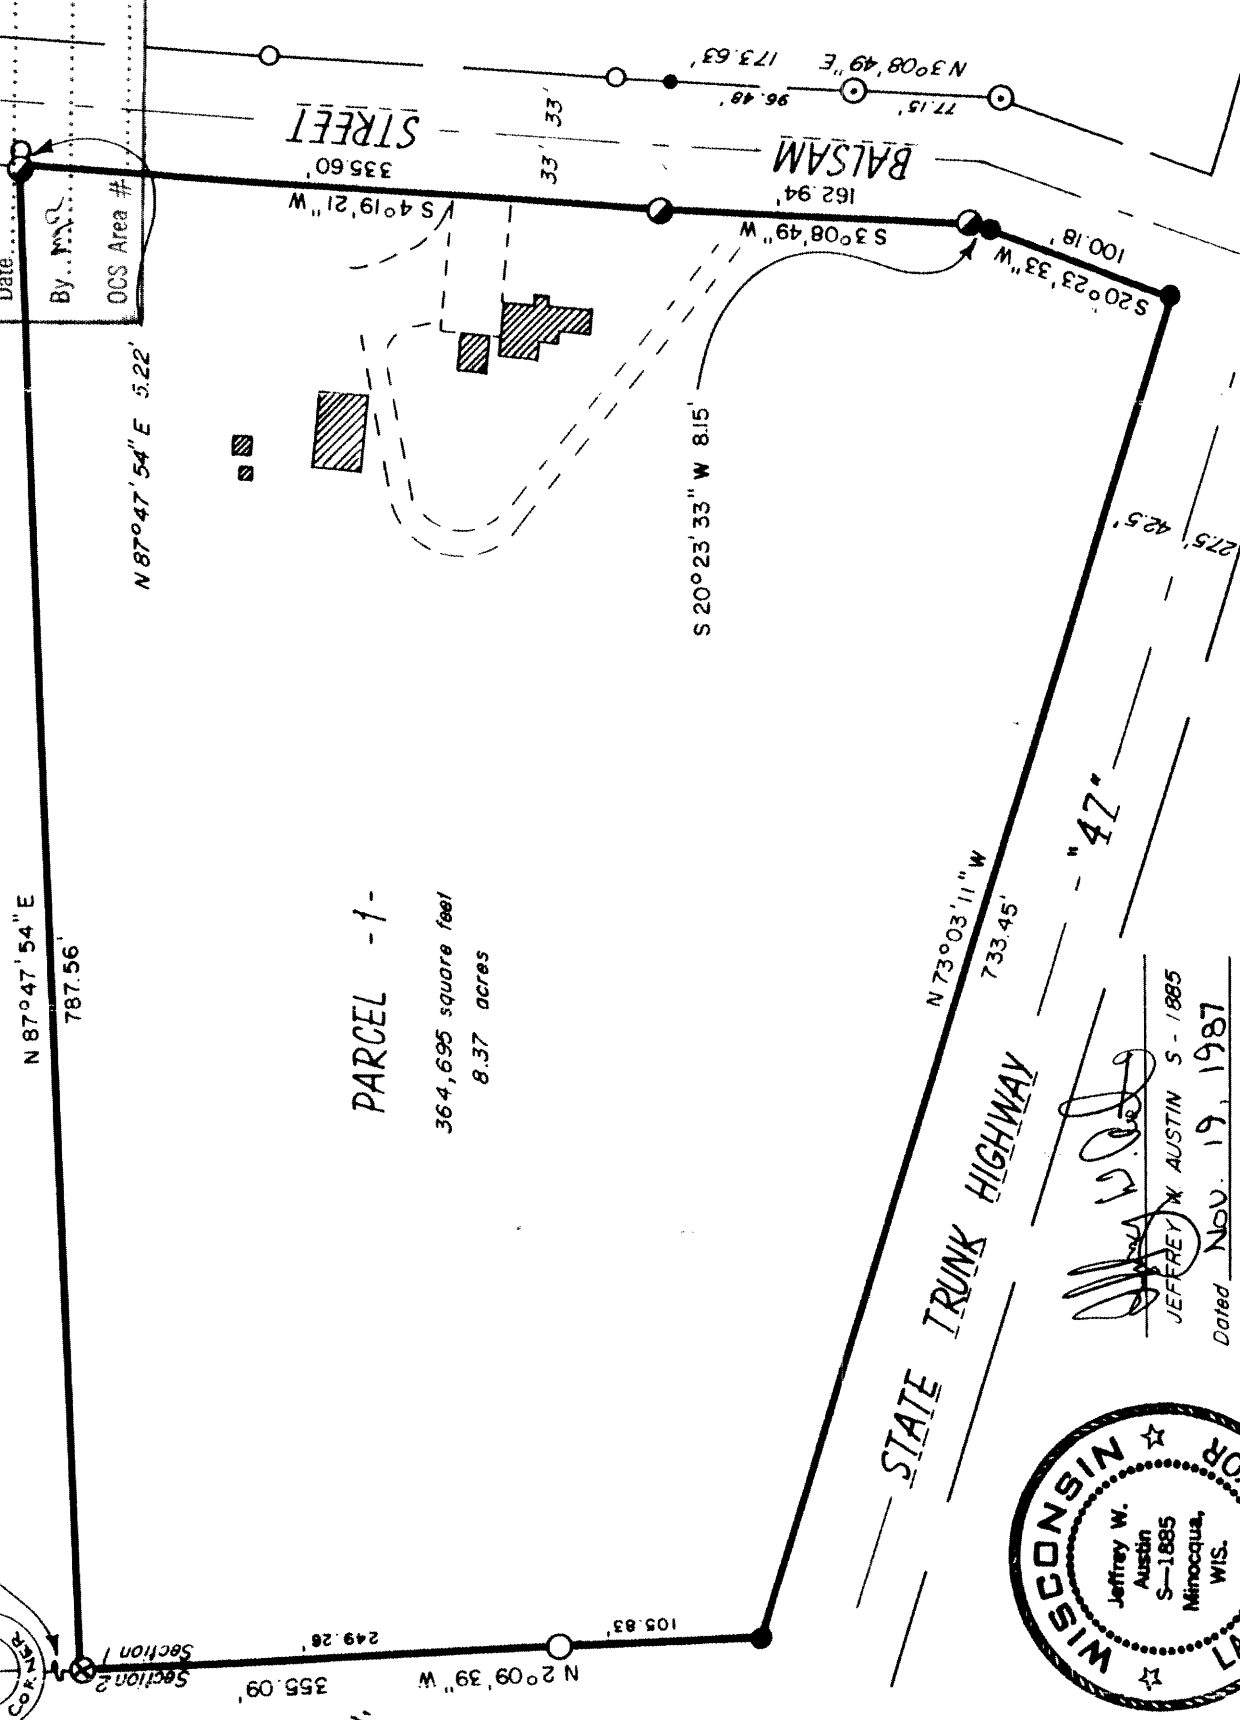 Date
By
OCS Area #
N 87°47'54" E 5.22'
STREET
33'
33'
335.60'
S 4°19'21" W
173.63'
N 3°08'49" E
96.48'
77.15'
BALSAM
162.94'
S 3°08'49" W
100.18'
S 20°23'33" W
S 20°23'33" W 8.15'
N 87°47'54" E
787.56'
PARCEL -1-
364,695 square feet
8.37 acres
42.5'
27.5'
N 73°03'11" W
733.45'
STATE TRUNK HIGHWAY "47"
CORNER
Section 1
Section 2
249.26'
105.83'
355.09'
N 2°09'39" W
JEFFREY W. AUSTIN S-1885
Dated Nov. 19, 1987
WISCONSIN
Jeffrey W.
Austin
S—1885
Minocqua,
WIS.